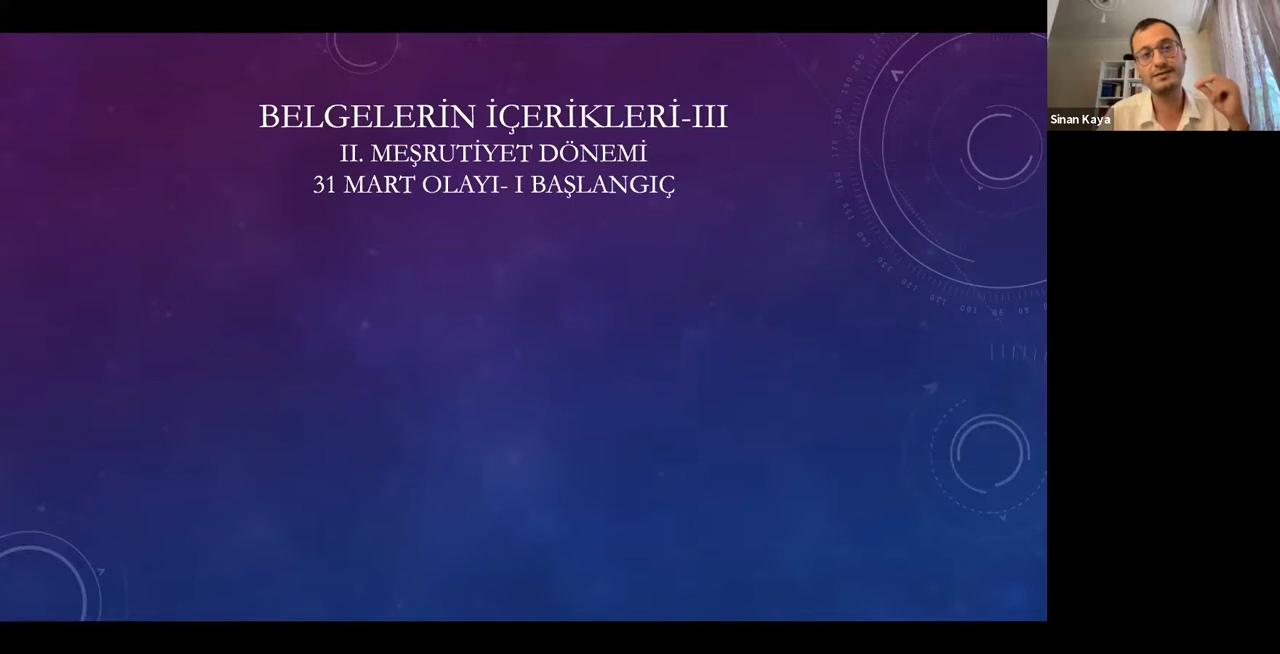 BELGELERİN İÇERİKLERİ-III
II. MEŞRUTİYET DÖNEMİ
31 MART OLAYI- I BAŞLANGIÇ
Sinan Kaya